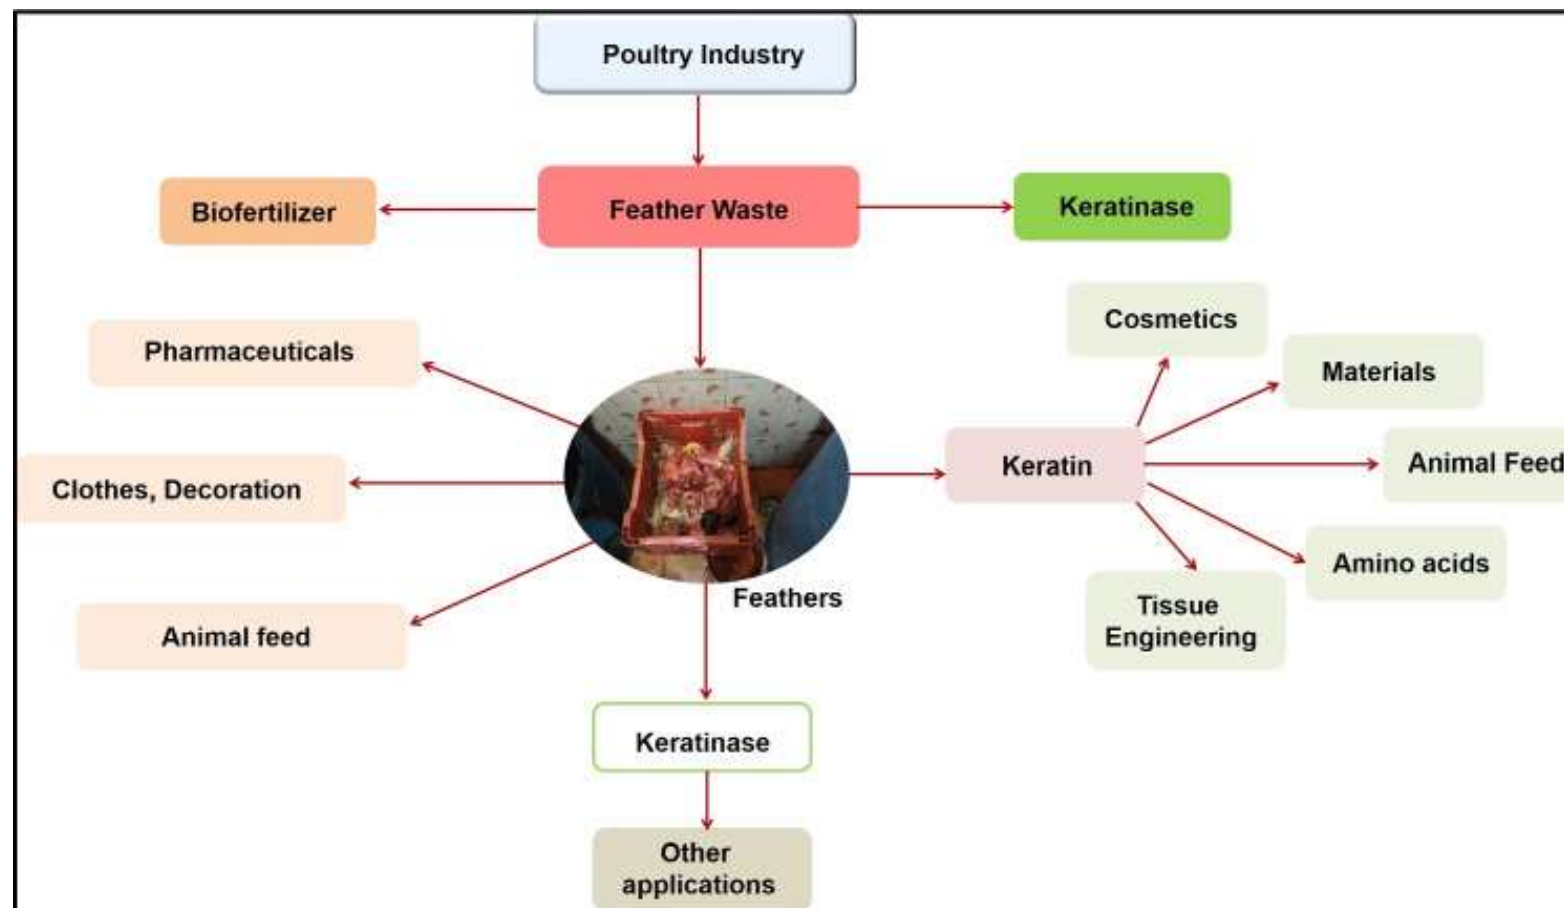 Poultry Industry
Biofertilizer
Feather Waste
Keratinase
Pharmaceuticals
Clothes, Decoration
Animal feed
Feathers
Keratin
Cosmetics
Materials
Animal Feed
Amino acids
Tissue
Engineering
Keratinase
Other
applications